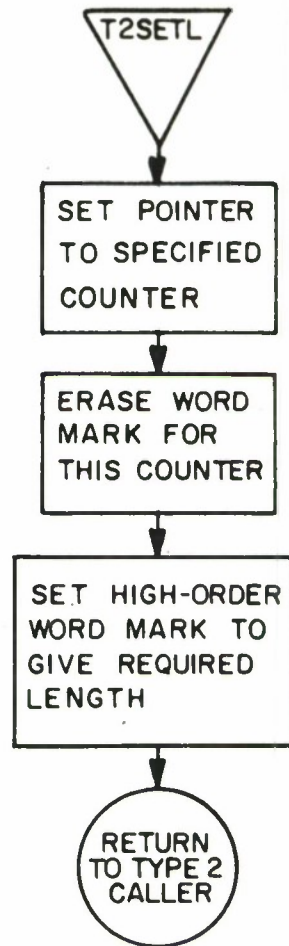 T2SETL
SET POINTER
TO SPECIFIED
COUNTER
ERASE WORD
MARK FOR
THIS COUNTER
SET HIGH-ORDER
WORD MARK TO
GIVE REQUIRED
LENGTH
RETURN
TO TYPE 2
CALLER